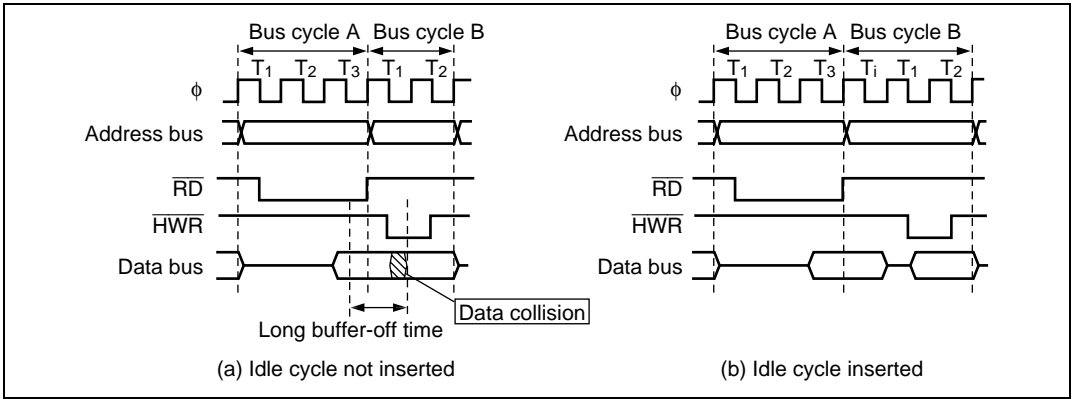 Bus cycle A Bus cycle B
T1 T2 T3 T1 T2
φ
Address bus
RD
HWR
Data bus
Data collision
Long buffer-off time
(a) Idle cycle not inserted
Bus cycle A Bus cycle B
T1 T2 T3 Ti T1 T2
φ
Address bus
RD
HWR
Data bus
(b) Idle cycle inserted